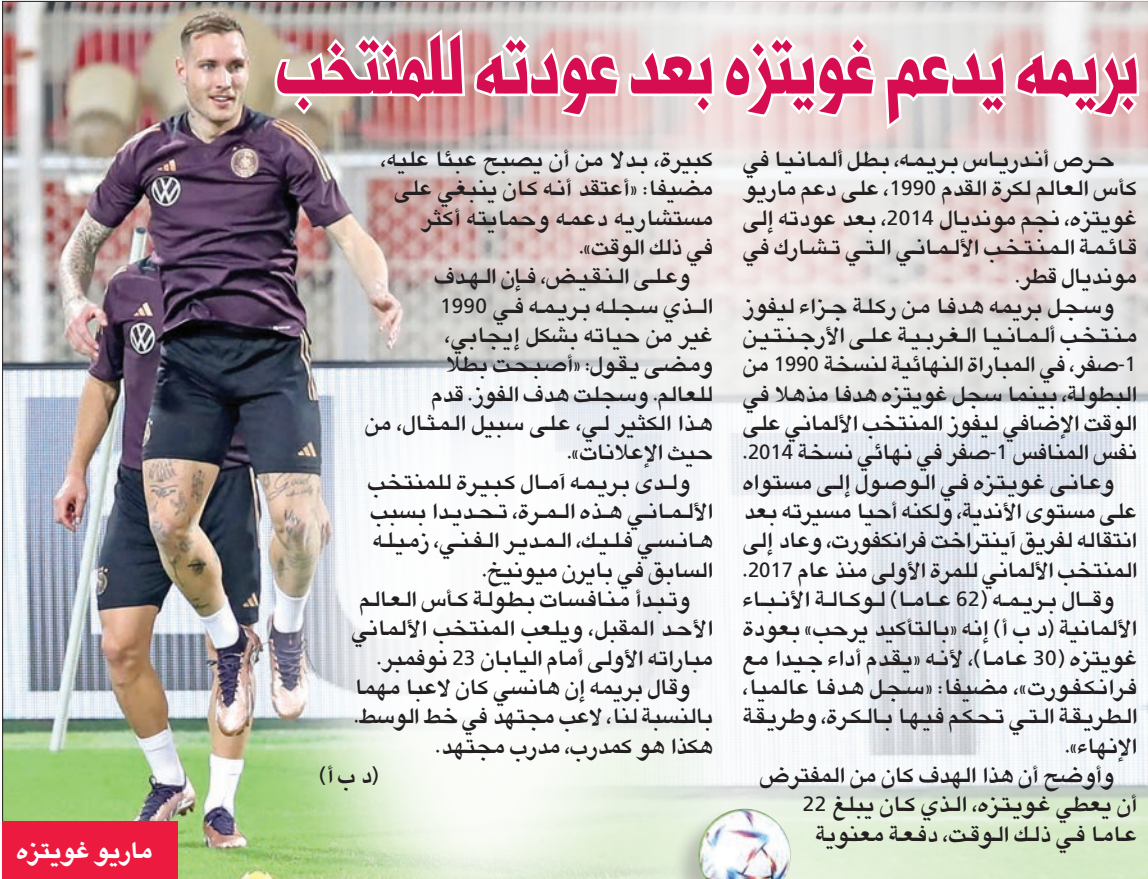 بريمه يدعم غويتزه بعد عودته للمنتخب
حرص أندرياس بريمه، بطل ألمانيا في
كأس العالم لكرة القدم 1990، على دعم ماريو
غويتزه، نجم مونديال 2014، بعد عودته إلى
قائمة المنتخب الألماني التي تشارك في
مونديال قطر.
وسجل بريمه هدفا من ركلة جزاء ليفوز
منتخب ألمانيا الغربية على الأرجنتين
1-صفر، في المباراة النهائية لنسخة 1990 من
البطولة، بينما سجل غويتزه هدفا مذهلا في
الوقت الإضافي ليفوز المنتخب الألماني على
نفس المنافس 1-صفر في نهائي نسخة 2014.
وعانى غويتزه في الوصول إلى مستواه
على مستوى الأندية، ولكنه أحيا مسيرته بعد
انتقاله لفريق آينتراخت فرانكفورت، وعاد إلى
المنتخب الألماني للمرة الأولى منذ عام 2017.
وقال بريمه (62 عاما) لوكالة الأنباء
الألمانية (د ب أ) إنه «بالتأكيد يرحب» بعودة
غويتزه (30 عاما)، لأنه «يقدم أداء جيدا مع
فرانكفورت»، مضيفا: «سجل هدفا عالميا،
الطريقة التي تحكم فيها بالكرة، وطريقة
الإنهاء».
وأوضح أن هذا الهدف كان من المفترض
أن يعطي غويتزه، الذي كان يبلغ 22
عاما في ذلك الوقت، دفعة معنوية
كبيرة، بدلا من أن يصبح عبئا عليه،
مضيفا: «أعتقد أنه كان ينبغي على
مستشاريه دعمه وحمايته أكثر
في ذلك الوقت».
وعلى النقيض، فإن الهدف
الذي سجله بريمه في 1990
غير من حياته بشكل إيجابي،
ومضى يقول: «أصبحت بطلا
للعالم. وسجلت هدف الفوز. قدم
هذا الكثير لي، على سبيل المثال، من
حيث الإعلانات».
ولدى بريمه آمال كبيرة للمنتخب
الألماني هذه المرة، تحديدا بسبب
هانسي فليك، المدير الفني، زميله
السابق في بايرن ميونيخ.
وتبدأ منافسات بطولة كأس العالم
الأحد المقبل، ويلعب المنتخب الألماني
مباراته الأولى أمام اليابان 23 نوفمبر.
وقال بريمه إن هانسي كان لاعبا مهما
بالنسبة لنا، لاعب مجتهد في خط الوسط.
هكذا هو كمدرب، مدرب مجتهد.
(د ب أ)
ماريو غويتزه